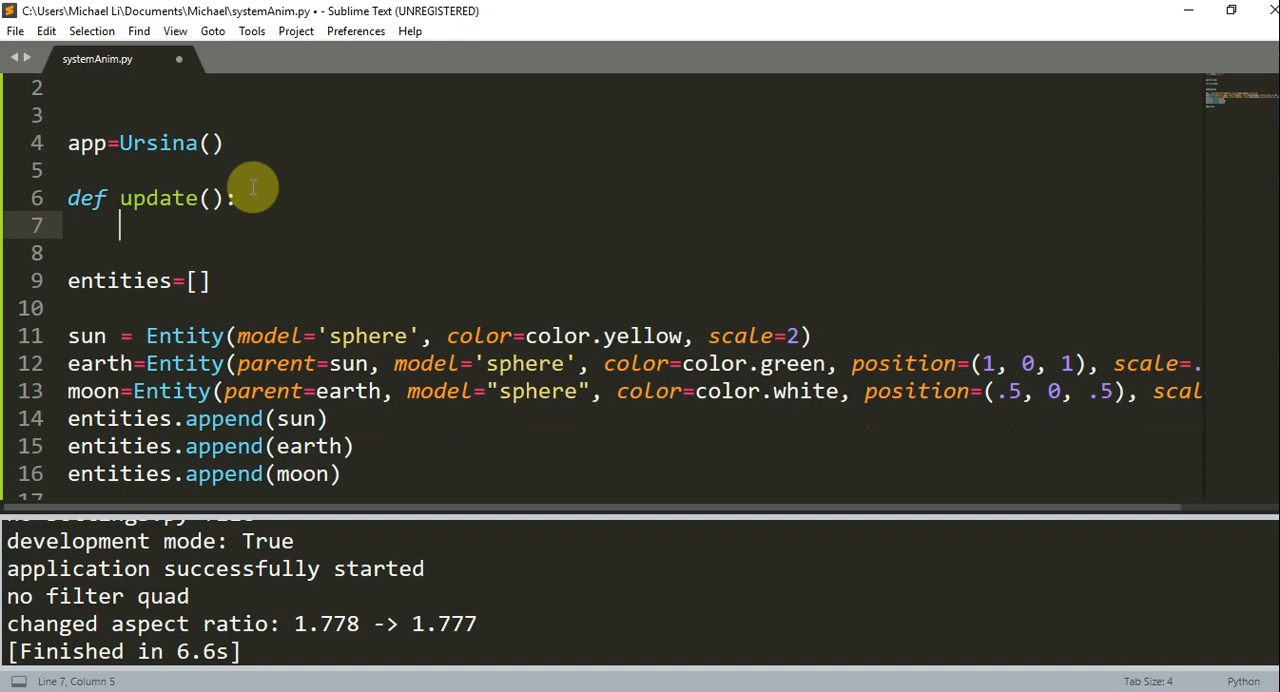 C:\Users\Michael Li\Documents\Michael\systemAnim.py • - Sublime Text (UNREGISTERED)
File Edit Selection Find View Goto Tools Project Preferences Help
systemAnim.py
2
3
4 app=Ursina()
5
6 def update():
7
8
9 entities=[]
10
11 sun = Entity(model='sphere', color=color.yellow, scale=2)
12 earth=Entity(parent=sun, model='sphere', color=color.green, position=(1, 0, 1), scale=.
13 moon=Entity(parent=earth, model="sphere", color=color.white, position=(.5, 0, .5), scal
14 entities.append(sun)
15 entities.append(earth)
16 entities.append(moon)
17
no settings.py file
development mode: True
application successfully started
no filter quad
changed aspect ratio: 1.778 -> 1.777
[Finished in 6.6s]
Line 7, Column 5 Tab Size: 4 Python